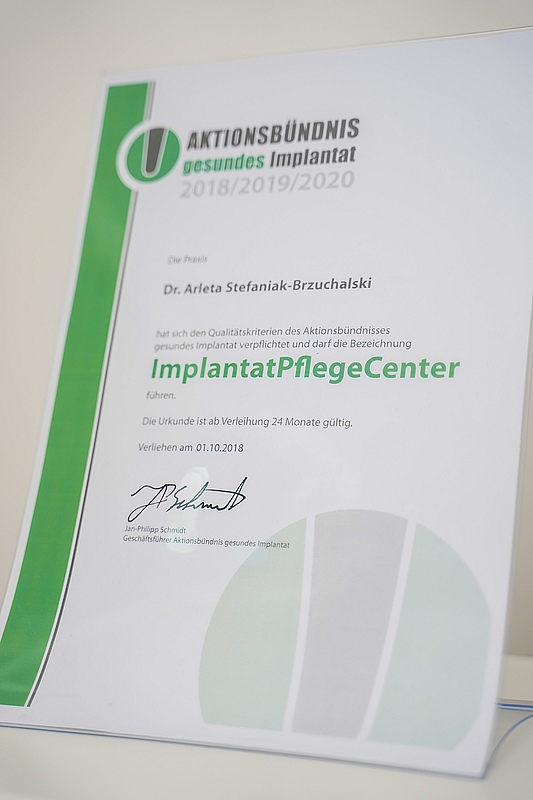 AKTIONSBÜNDNIS
gesundes Implantat
2018/2019/2020
Die Praxis
Dr. Arleta Stefaniak-Brzuchalski
hat sich den Qualitätskriterien des Aktionsbündnisses
gesundes Implantat verpflichtet und darf die Bezeichnung
ImplantatPflegeCenter
führen.
Die Urkunde ist ab Verleihung 24 Monate gültig.
Verliehen am 01.10.2018
JPSchmidt
Jan-Philipp Schmidt
Geschäftsführer Aktionsbündnis gesundes Implantat